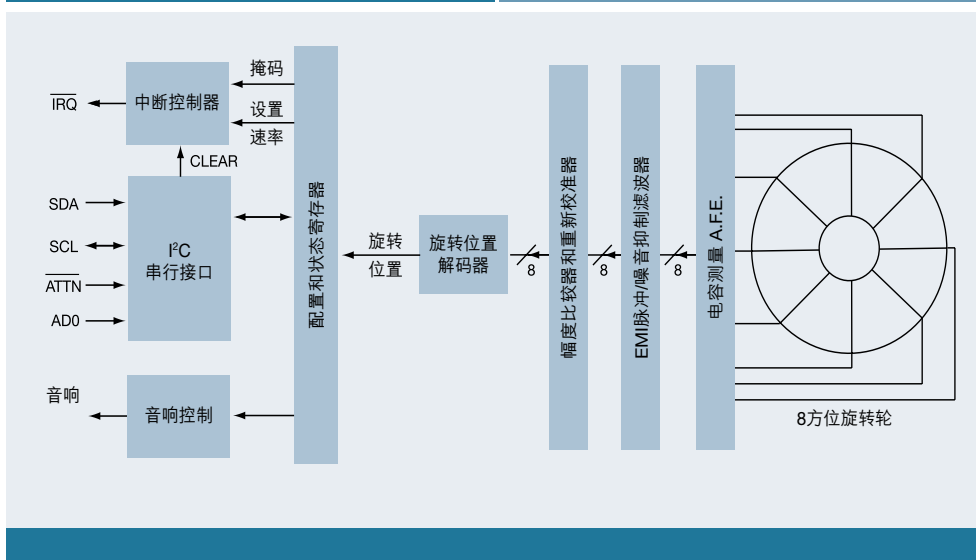 掩码
IRQ
中断控制器
设置
速率
CLEAR
SDA
SCL
ATTN
AD0
I²C
串行接口
音响
音响控制
配置和状态寄存器
旋转
位置
旋转位置
解码器
8
幅度比较器和重新校准器
8
EMI脉冲/噪音抑制滤波器
8
电容测量 A.F.E.
8方位旋转轮